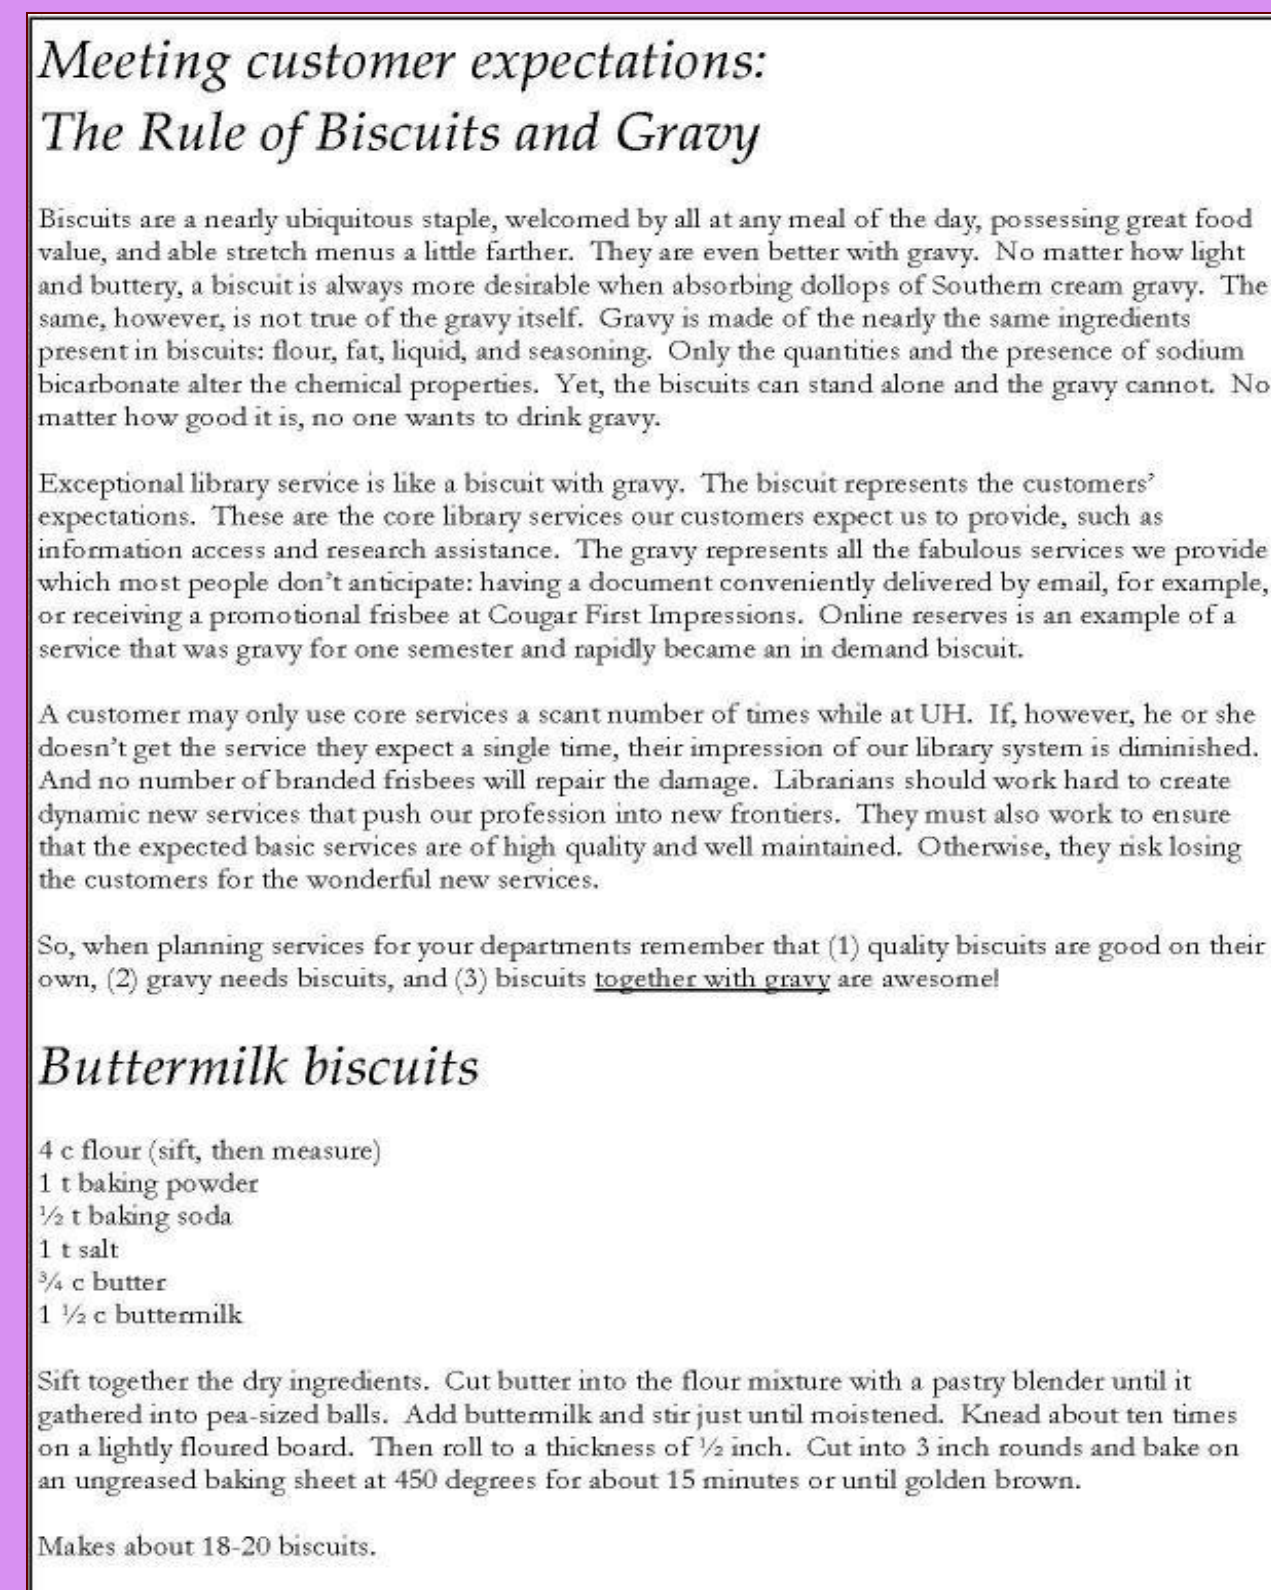 Meeting customer expectations:
The Rule of Biscuits and Gravy
Biscuits are a nearly ubiquitous staple, welcomed by all at any meal of the day, possessing great food
value, and able stretch menus a little farther.  They are even better with gravy.  No matter how light
and buttery, a biscuit is always more desirable when absorbing dollops of Southern cream gravy.  The
same, however, is not true of the gravy itself.  Gravy is made of the nearly the same ingredients
present in biscuits: flour, fat, liquid, and seasoning.  Only the quantities and the presence of sodium
bicarbonate alter the chemical properties.  Yet, the biscuits can stand alone and the gravy cannot.  No
matter how good it is, no one wants to drink gravy.
Exceptional library service is like a biscuit with gravy.  The biscuit represents the customers’
expectations.  These are the core library services our customers expect us to provide, such as
information access and research assistance.  The gravy represents all the fabulous services we provide
which most people don’t anticipate: having a document conveniently delivered by email, for example,
or receiving a promotional frisbee at Cougar First Impressions.  Online reserves is an example of a
service that was gravy for one semester and rapidly became an in demand biscuit.
A customer may only use core services a scant number of times while at UH.  If, however, he or she
doesn’t get the service they expect a single time, their impression of our library system is diminished.
And no number of branded frisbees will repair the damage.  Librarians should work hard to create
dynamic new services that push our profession into new frontiers.  They must also work to ensure
that the expected basic services are of high quality and well maintained.  Otherwise, they risk losing
the customers for the wonderful new services.
So, when planning services for your departments remember that (1) quality biscuits are good on their
own, (2) gravy needs biscuits, and (3) biscuits together with gravy are awesome!
Buttermilk biscuits
4 c flour (sift, then measure)
1 t baking powder
½ t baking soda
1 t salt
¾ c butter
1 ½ c buttermilk
Sift together the dry ingredients.  Cut butter into the flour mixture with a pastry blender until it
gathered into pea-sized balls.  Add buttermilk and stir just until moistened.  Knead about ten times
on a lightly floured board.  Then roll to a thickness of ½ inch.  Cut into 3 inch rounds and bake on
an ungreased baking sheet at 450 degrees for about 15 minutes or until golden brown.
Makes about 18-20 biscuits.